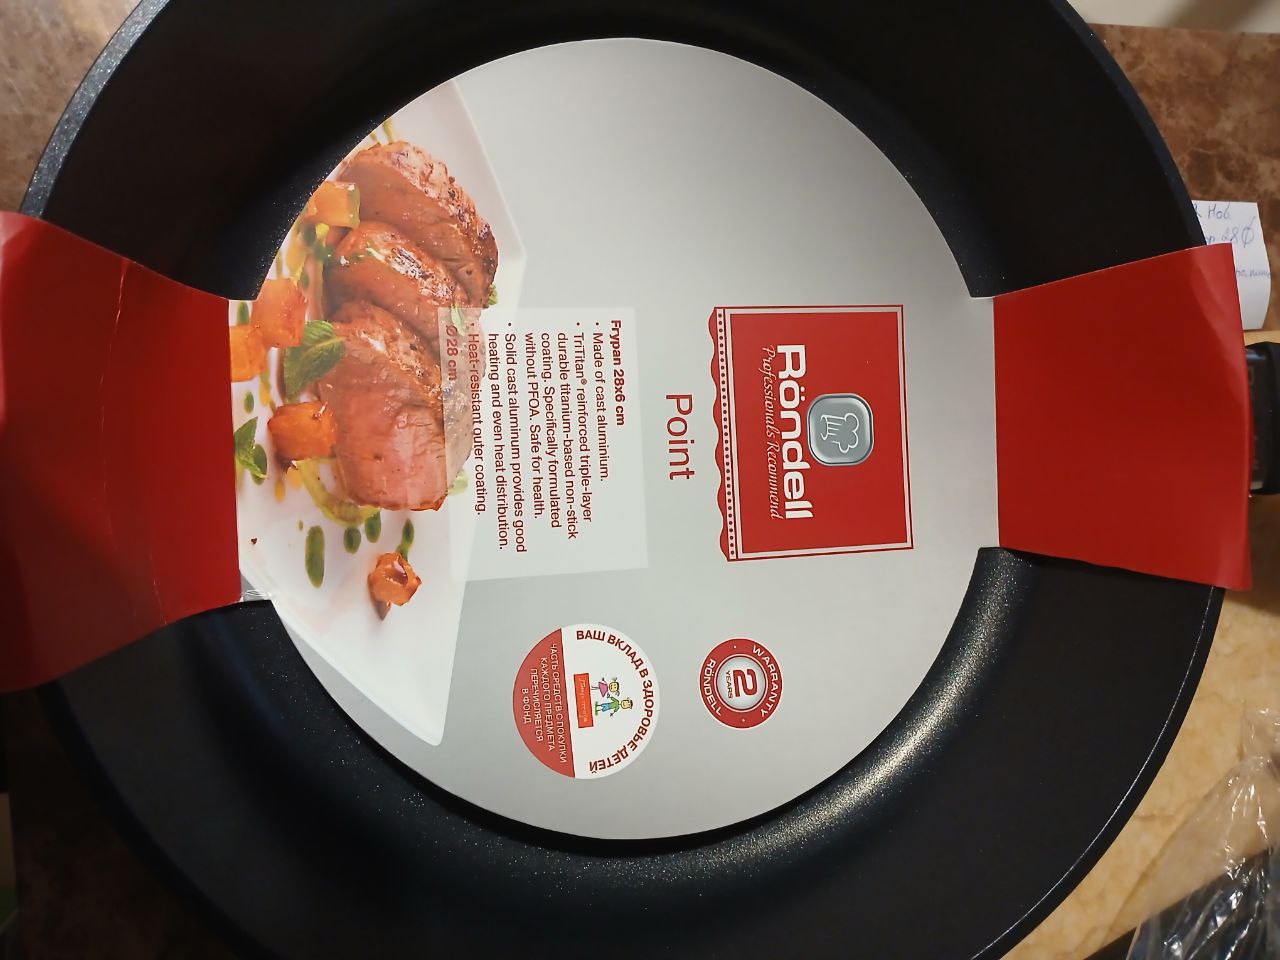 Röndell
Professionals Recommend
Point
Frypan 28x6 cm
• Made of cast aluminium.
• TriTitan® reinforced triple-layer
durable titanium-based non-stick
coating. Specifically formulated
without PFOA. Safe for health.
• Solid cast aluminum provides good
heating and even heat distribution.
• Heat-resistant outer coating.
Ø28 cm
WARRANTY
2
YEARS
RÖNDELL
ВАШ ВКЛАД В ЗДОРОВЬЕ ДЕТЕЙ
ЧАСТЬ СРЕДСТВ С ПОКУПКИ
КАЖДОГО ПРЕДМЕТА
ПЕРЕЧИСЛЯЕТСЯ
В ФОНД
Нов
28Ø